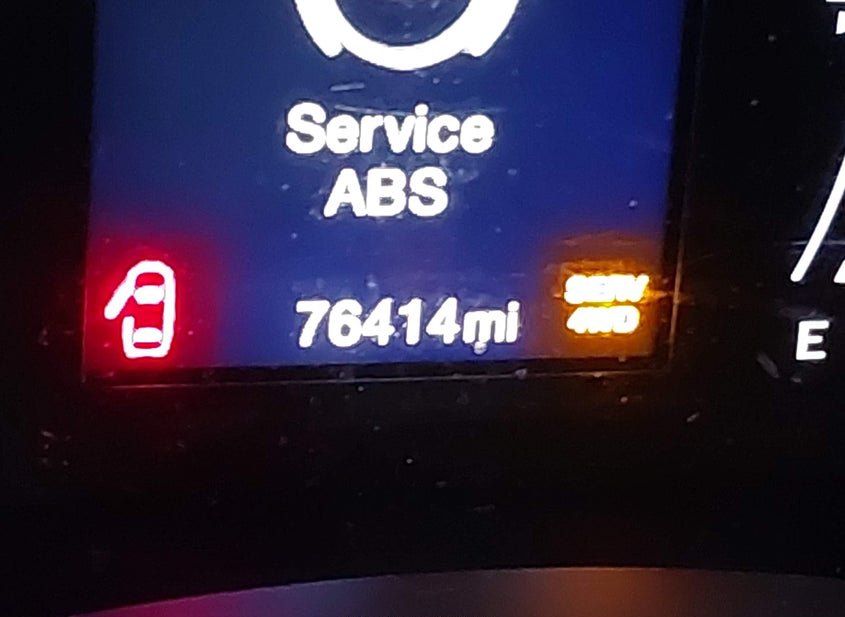 Service
ABS
76414mi
SERV
4WD
E